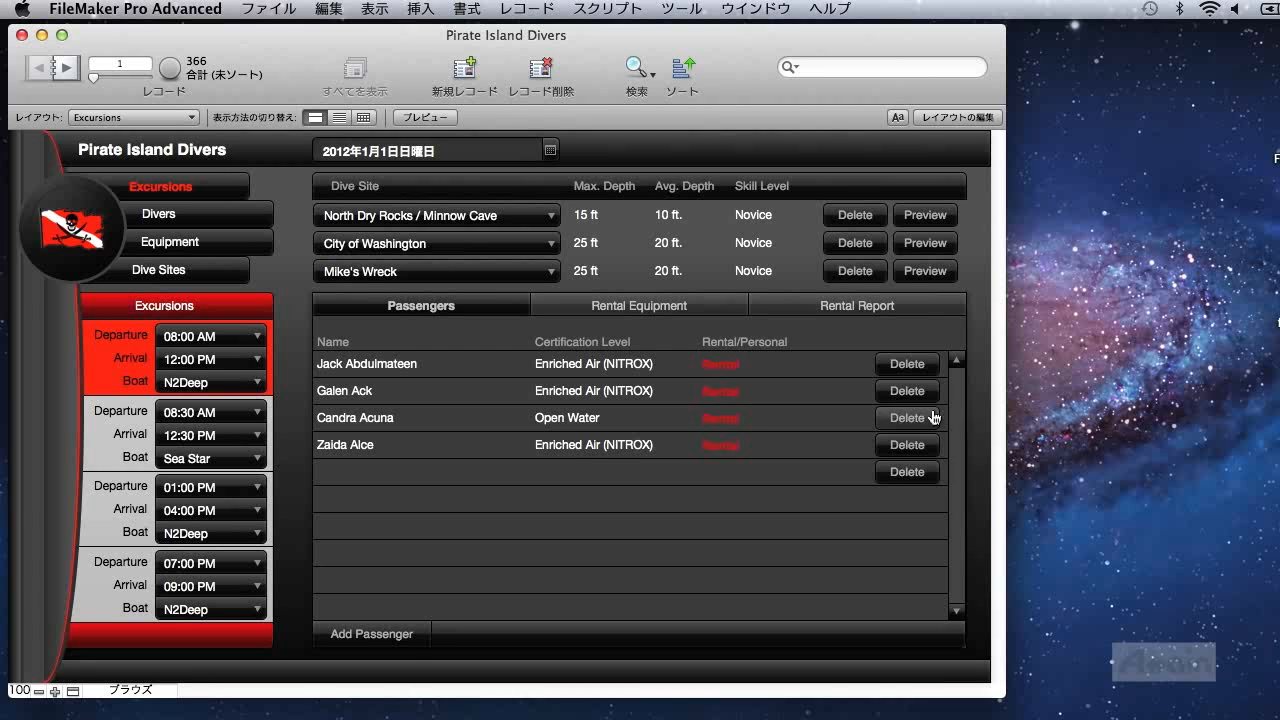 FileMaker Pro Advanced ファイル 編集 表示 挿入 書式 レコード スクリプト ツール ウインドウ ヘルプ
Pirate Island Divers
1
366
合計 (未ソート)
レコード
すべてを表示
新規レコード
レコード削除
検索
ソート
レイアウト: Excursions
表示方法の切り替え:
プレビュー
Aa
レイアウトの編集
Pirate Island Divers
2012年1月1日日曜日
Excursions
Divers
Equipment
Dive Sites
Dive Site Max. Depth Avg. Depth Skill Level
North Dry Rocks / Minnow Cave 15 ft 10 ft. Novice Delete Preview
City of Washington 25 ft 20 ft. Novice Delete Preview
Mike's Wreck 25 ft 20 ft. Novice Delete Preview
Excursions
Departure 08:00 AM
Arrival 12:00 PM
Boat N2Deep
Departure 08:30 AM
Arrival 12:30 PM
Boat Sea Star
Departure 01:00 PM
Arrival 04:00 PM
Boat N2Deep
Departure 07:00 PM
Arrival 09:00 PM
Boat N2Deep
Passengers Rental Equipment Rental Report
Name Certification Level Rental/Personal
Jack Abdulmateen Enriched Air (NITROX) Rental Delete
Galen Ack Enriched Air (NITROX) Rental Delete
Candra Acuna Open Water Rental Delete
Zaida Alce Enriched Air (NITROX) Rental Delete
Delete
Add Passenger
100
ブラウズ